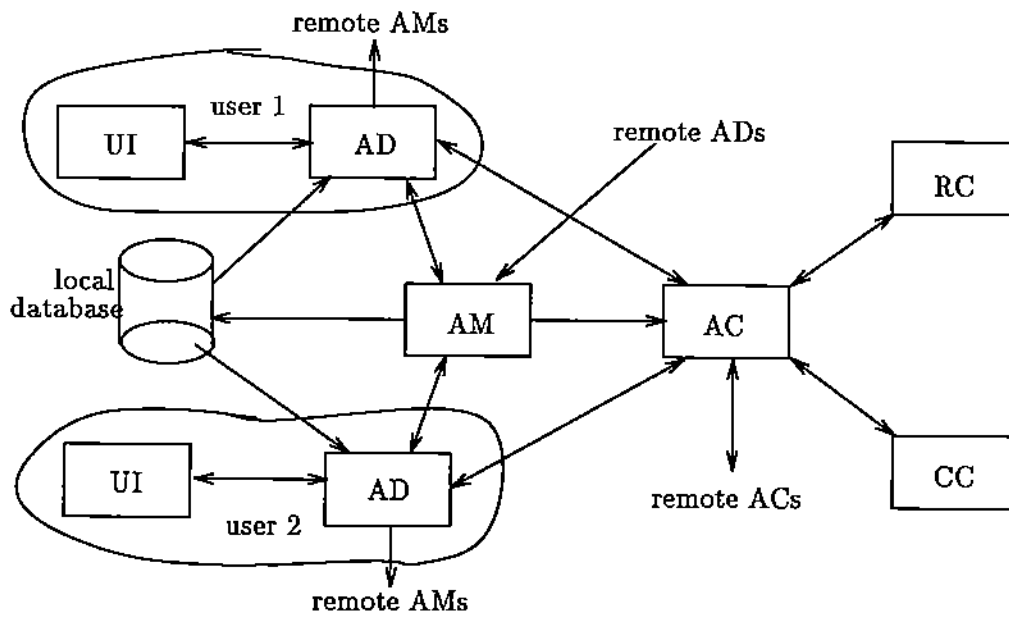 remote AMs
user 1
UI
AD
remote ADs
RC
local
database
AM
AC
UI
AD
user 2
remote ACs
CC
remote AMs